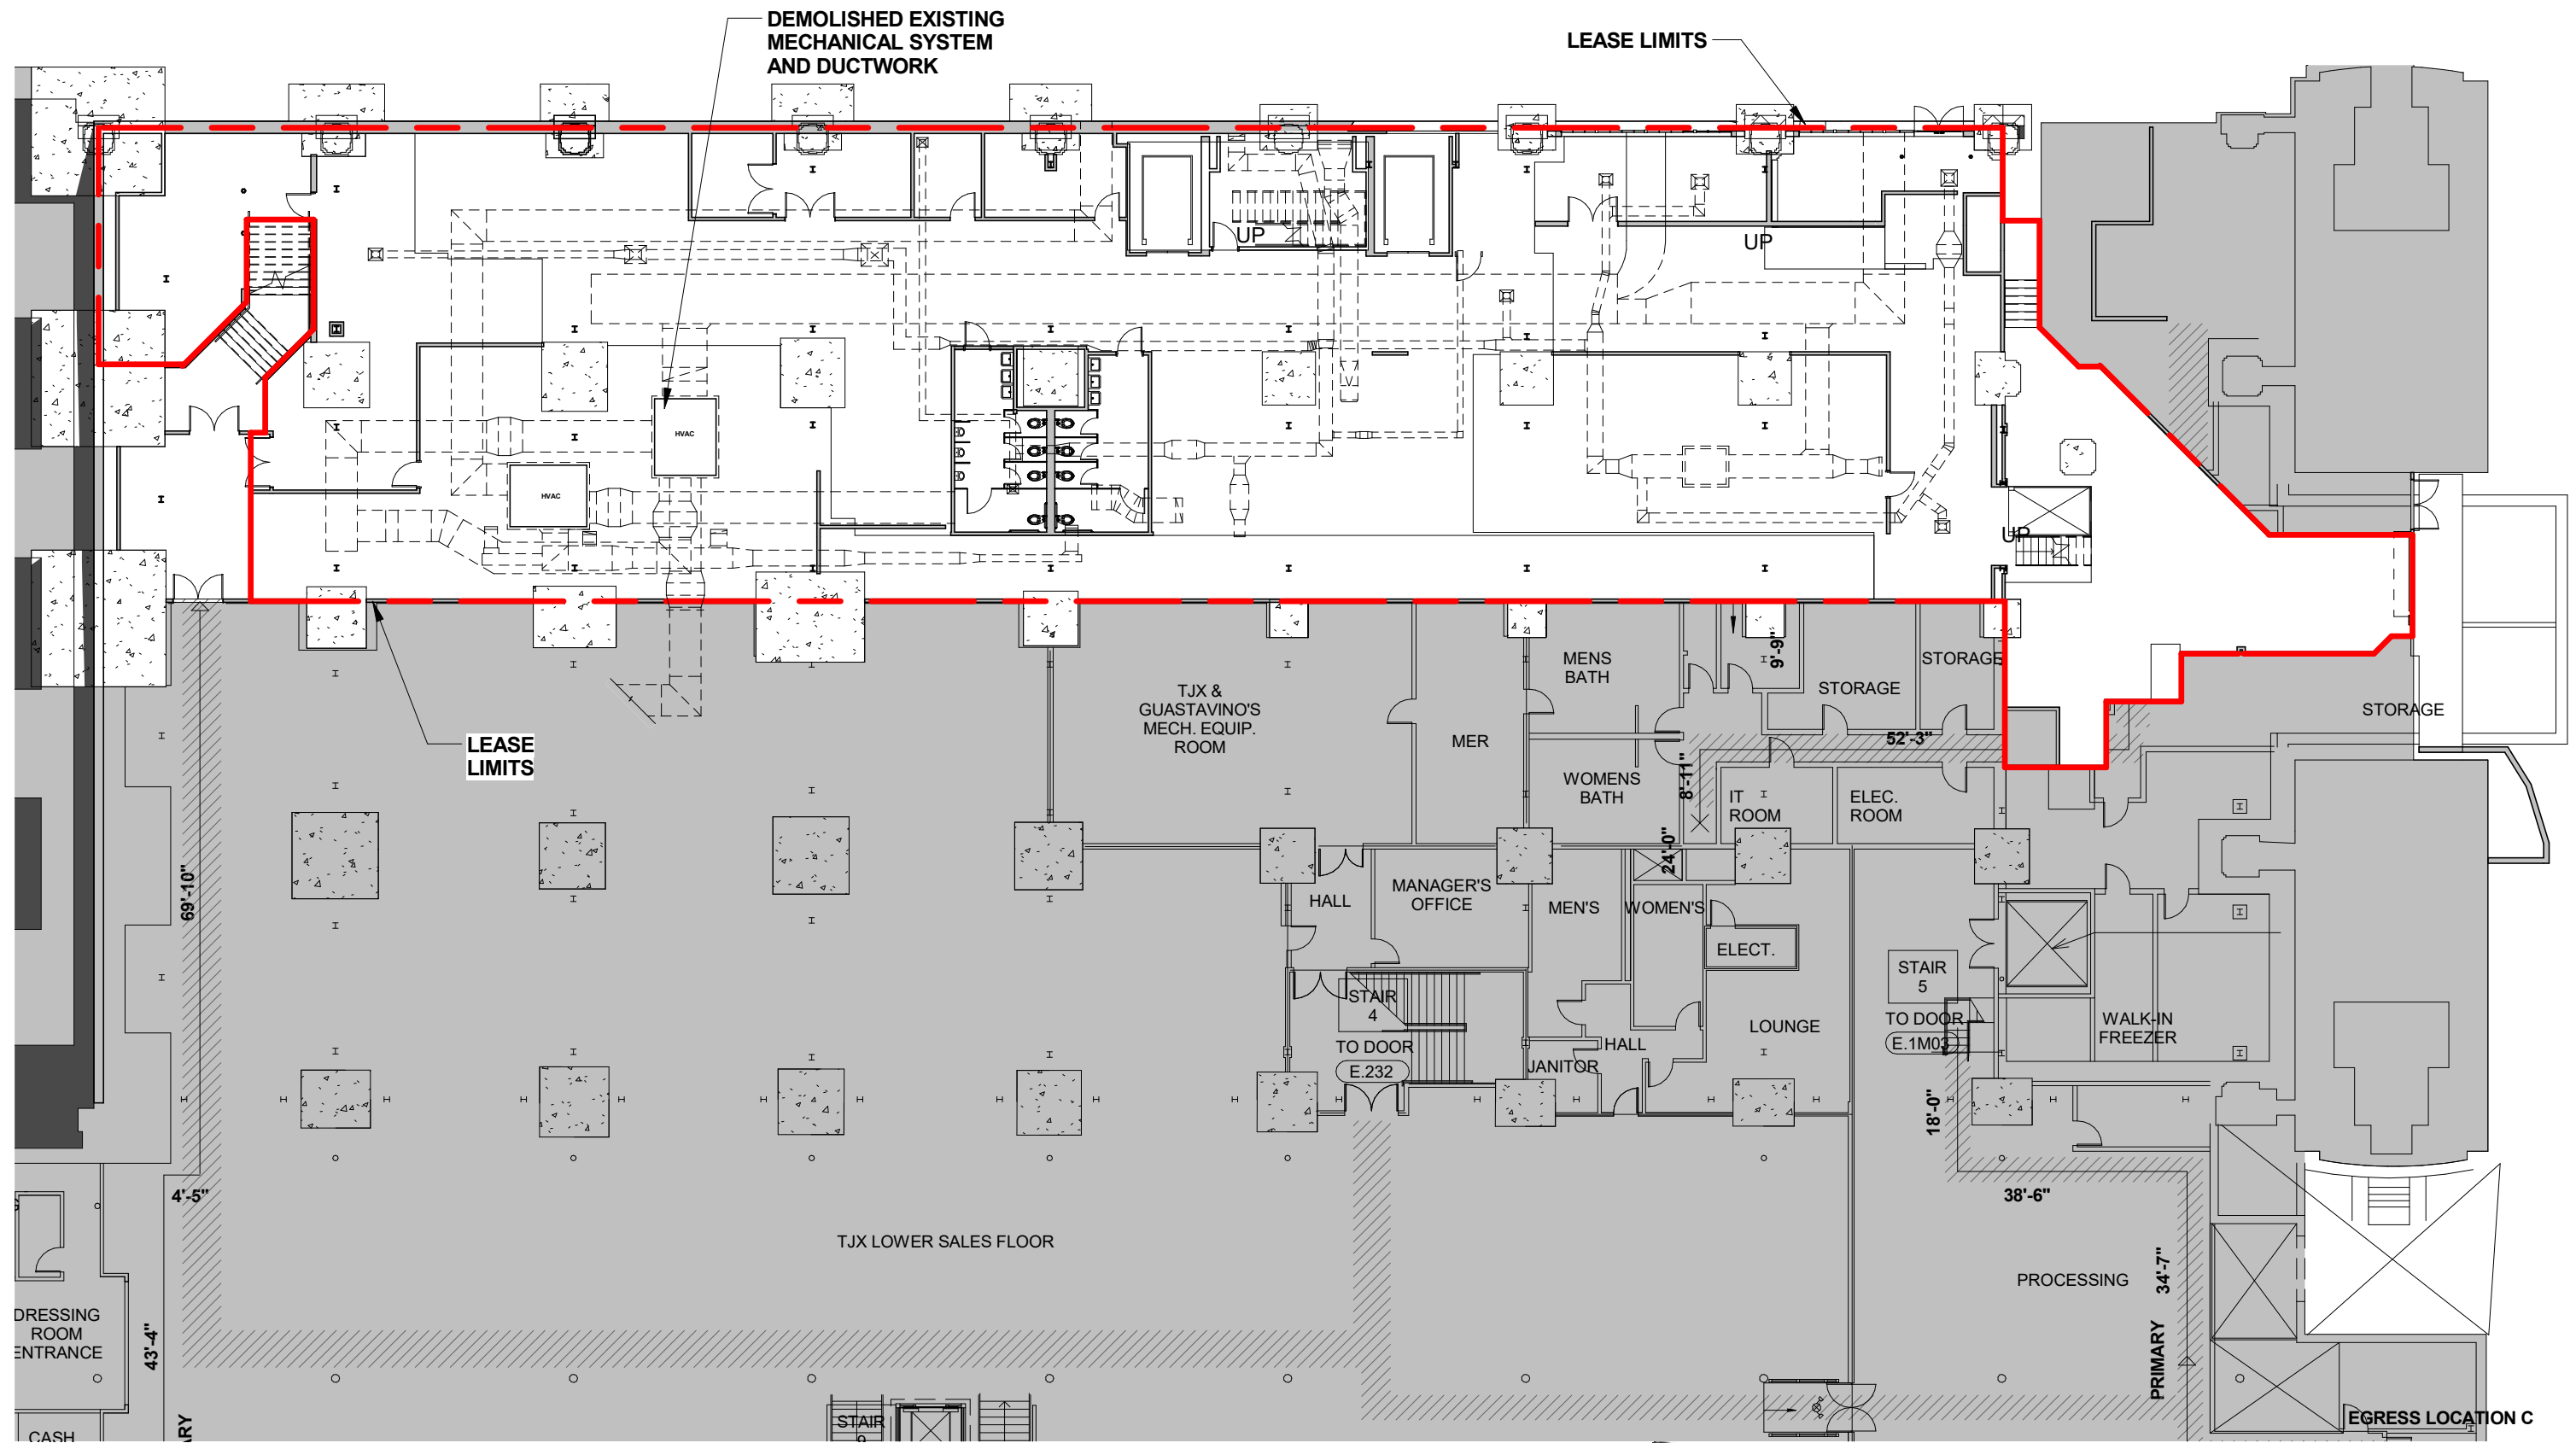 DEMOLISHED EXISTING
MECHANICAL SYSTEM
AND DUCTWORK
LEASE LIMITS
UP
UP
HVAC
HVAC
UP
LEASE
LIMITS
TJX &
GUASTAVINO'S
MECH. EQUIP.
ROOM
MER
MENS
BATH
WOMENS
BATH
9'-9"
STORAGE
STORAGE
STORAGE
52'-3"
8'-11"
IT
ROOM
ELEC.
ROOM
24'-0"
69'-10"
HALL
MANAGER'S
OFFICE
MEN'S
WOMEN'S
ELECT.
STAIR
4
TO DOOR
E.232
JANITOR
HALL
LOUNGE
STAIR
5
TO DOOR
E.1M03
WALK-IN
FREEZER
18'-0"
38'-6"
4'-5"
TJX LOWER SALES FLOOR
PROCESSING
34'-7"
PRIMARY
DRESSING
ROOM
ENTRANCE
43'-4"
CASH
ARY
STAIR
EGRESS LOCATION C